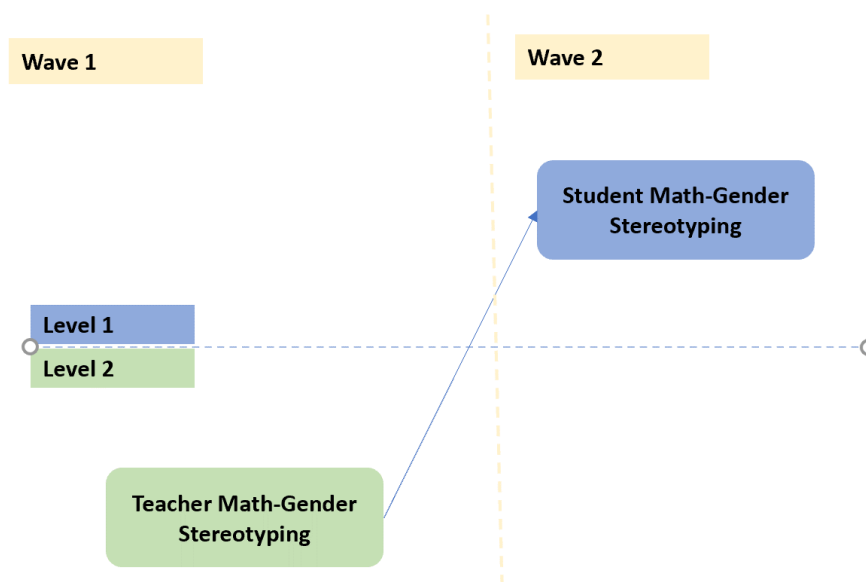 Wave 1
Wave 2
Student Math-Gender
Stereotyping
Level 1
Level 2
Teacher Math-Gender
Stereotyping